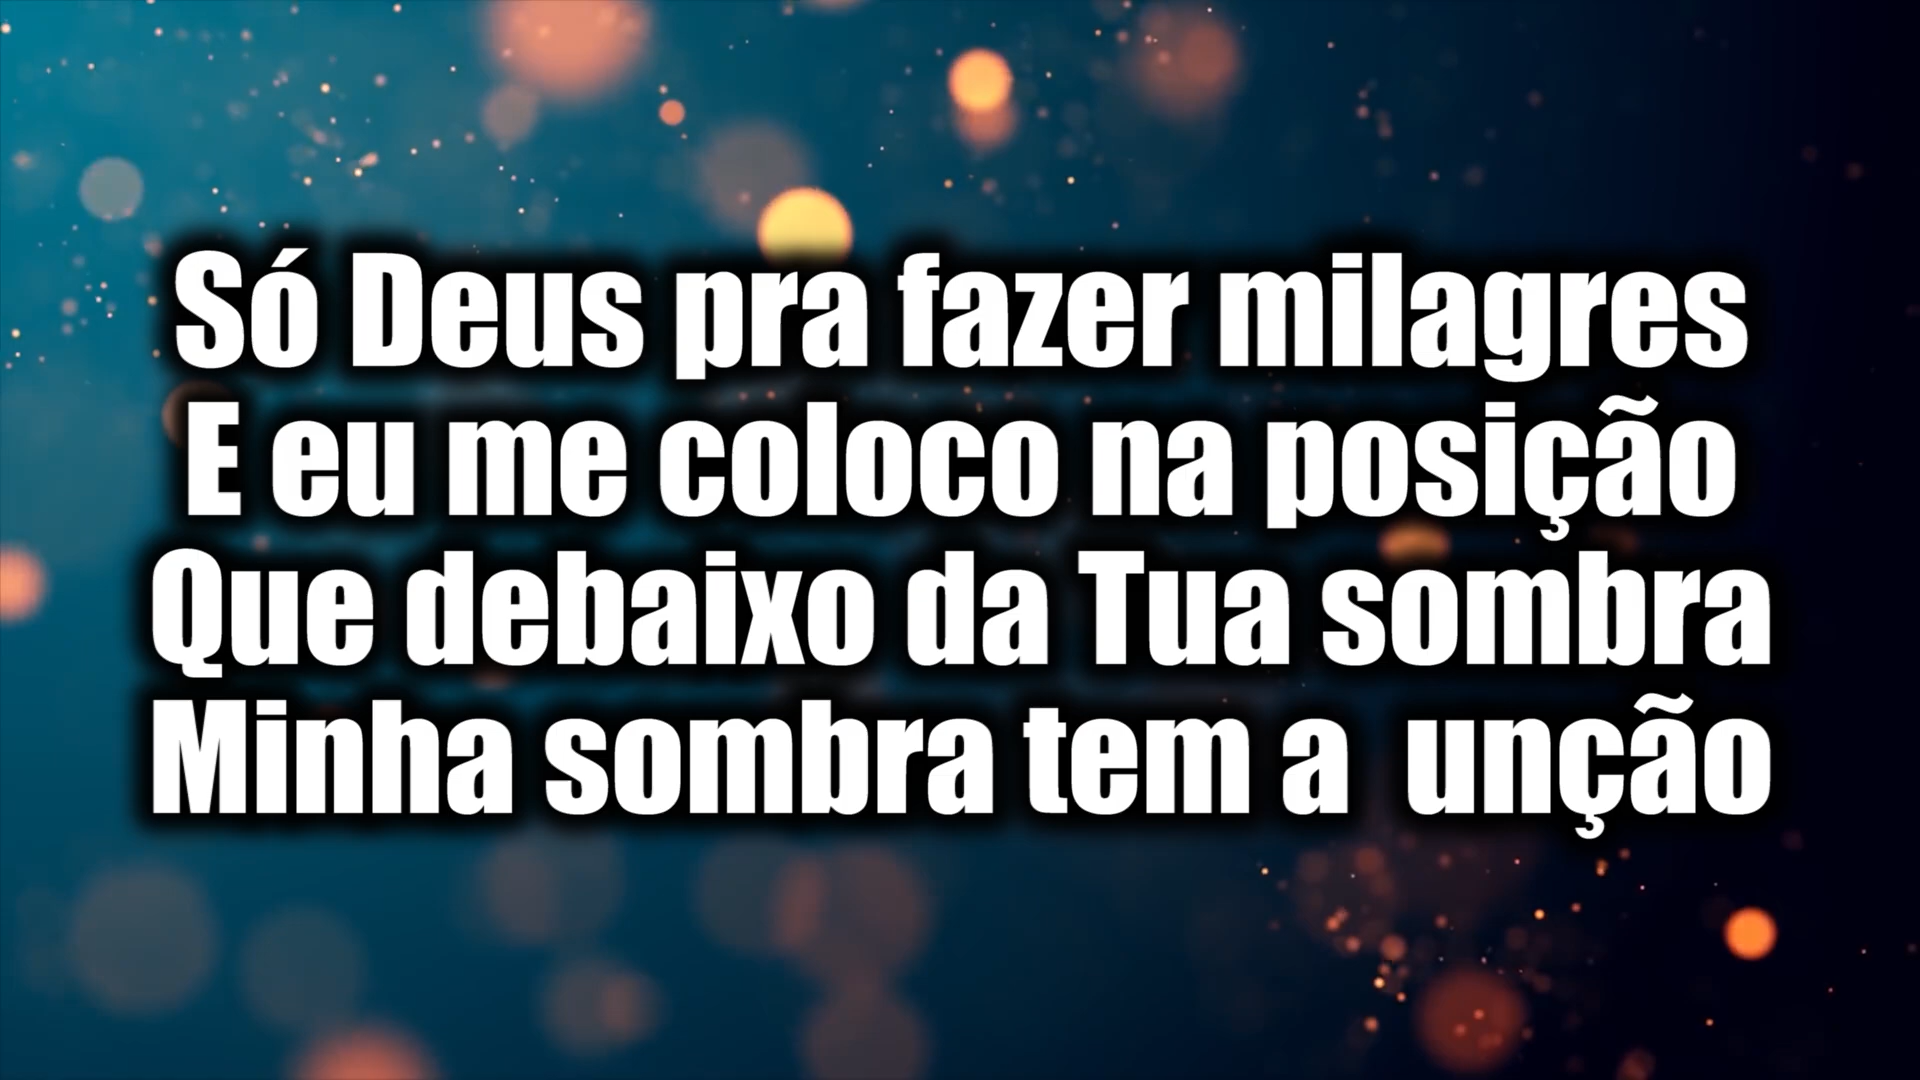 Só Deus pra fazer milagres
E eu me coloco na posição
Que debaixo da Tua sombra
Minha sombra tem a  unção